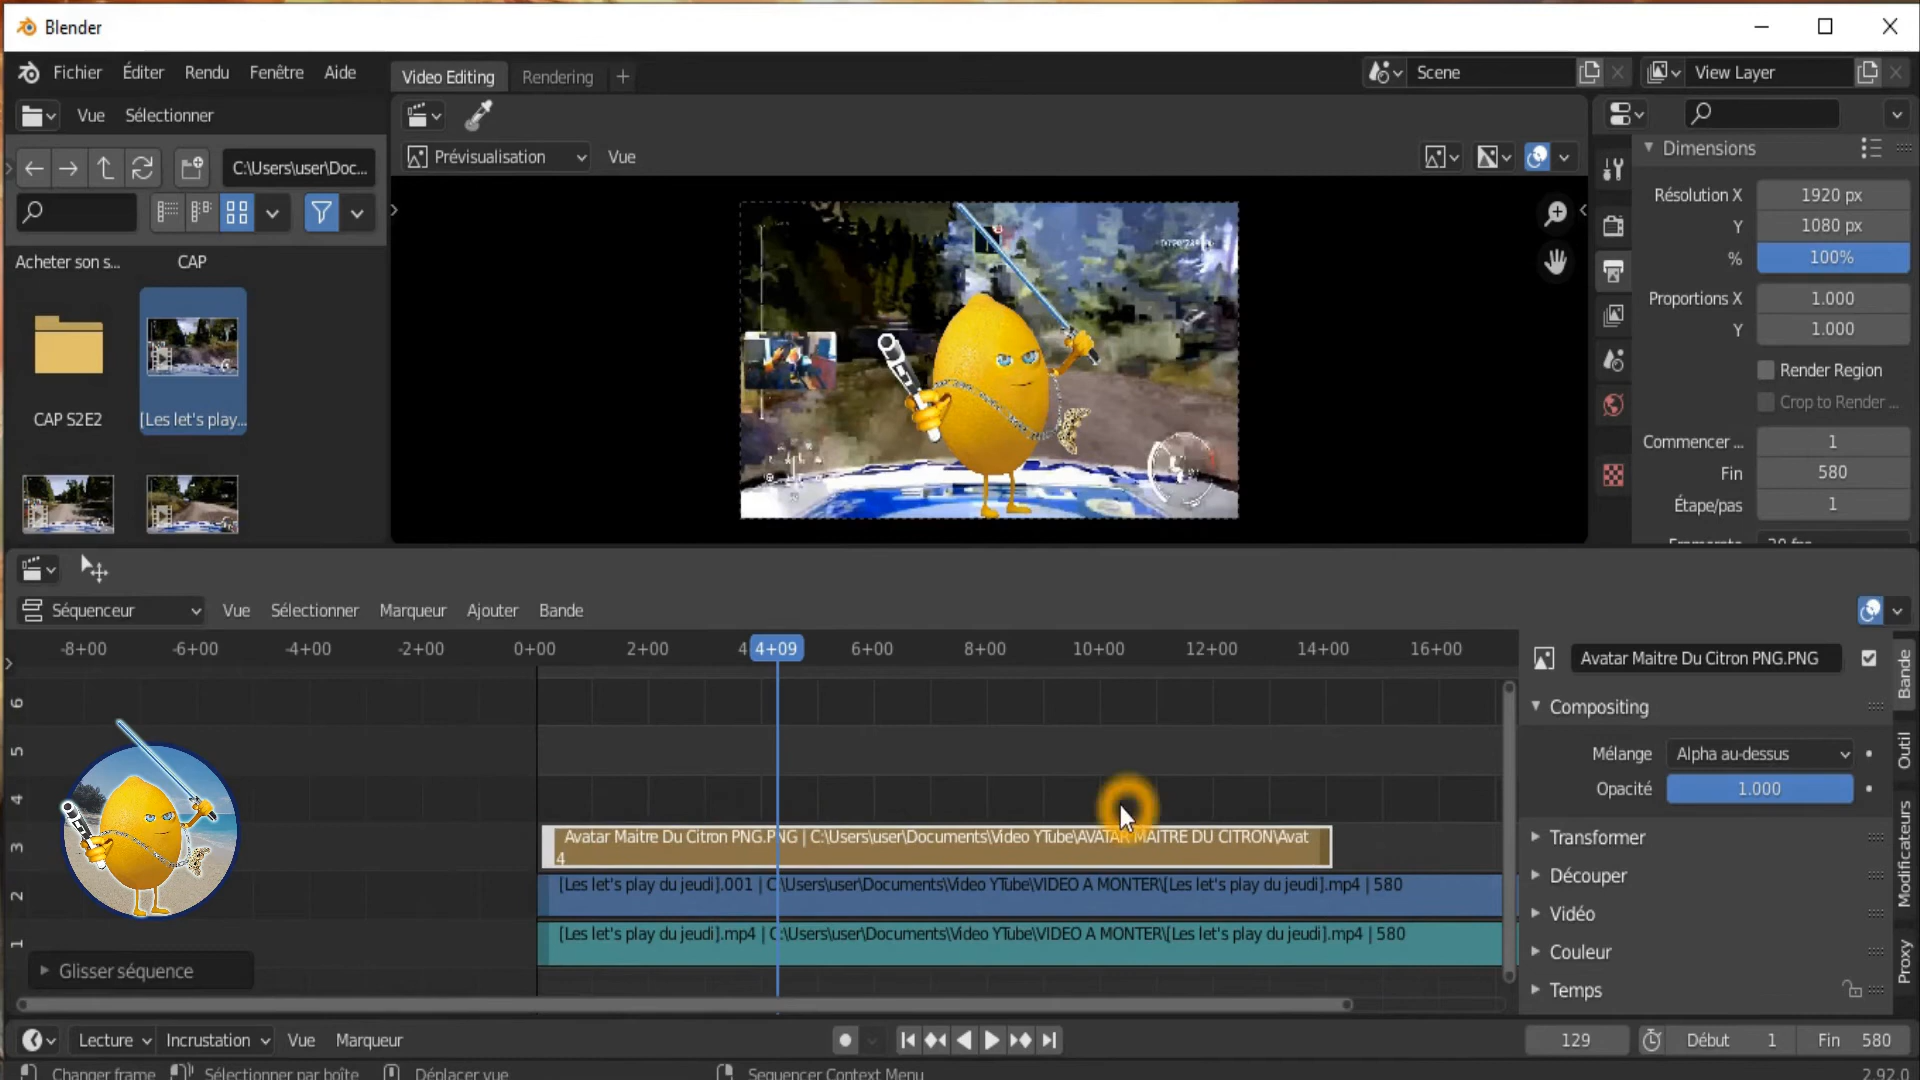 Blender
Fichier Éditer Rendu Fenêtre Aide
Video Editing Rendering +
Scene
View Layer
Vue Sélectionner
C:\Users\user\Doc...
Prévisualisation Vue
Acheter son s... CAP
CAP S2E2 [Les let's play...
Dimensions
Résolution X 1920 px
Y 1080 px
% 100%
Proportions X 1.000
Y 1.000
Render Region
Crop to Render ...
Commencer ... 1
Fin 580
Étape/pas 1
Séquenceur Vue Sélectionner Marqueur Ajouter Bande
-8+00 -6+00 -4+00 -2+00 0+00 2+00 4 4+09 6+00 8+00 10+00 12+00 14+00 16+00
6
5
4
3
2
1
Avatar Maitre Du Citron PNG.PNG | C:\Users\user\Documents\Video YTube\AVATAR MAITRE DU CITRON\Avat
4
[Les let's play du jeudi].001 | C:\Users\user\Documents\Video YTube\VIDEO A MONTER\[Les let's play du jeudi].mp4 | 580
[Les let's play du jeudi].mp4 | C:\Users\user\Documents\Video YTube\VIDEO A MONTER\[Les let's play du jeudi].mp4 | 580
Glisser séquence
Avatar Maitre Du Citron PNG.PNG
Compositing
Mélange Alpha au-dessus
Opacité 1.000
Transformer
Découper
Vidéo
Couleur
Temps
Bande
Outil
Modificateurs
Proxy
Lecture Incrustation Vue Marqueur
129 Début 1 Fin 580
Changer frame Sélectionner par boîte Déplacer vue Sequencer Context Menu 2.92.0